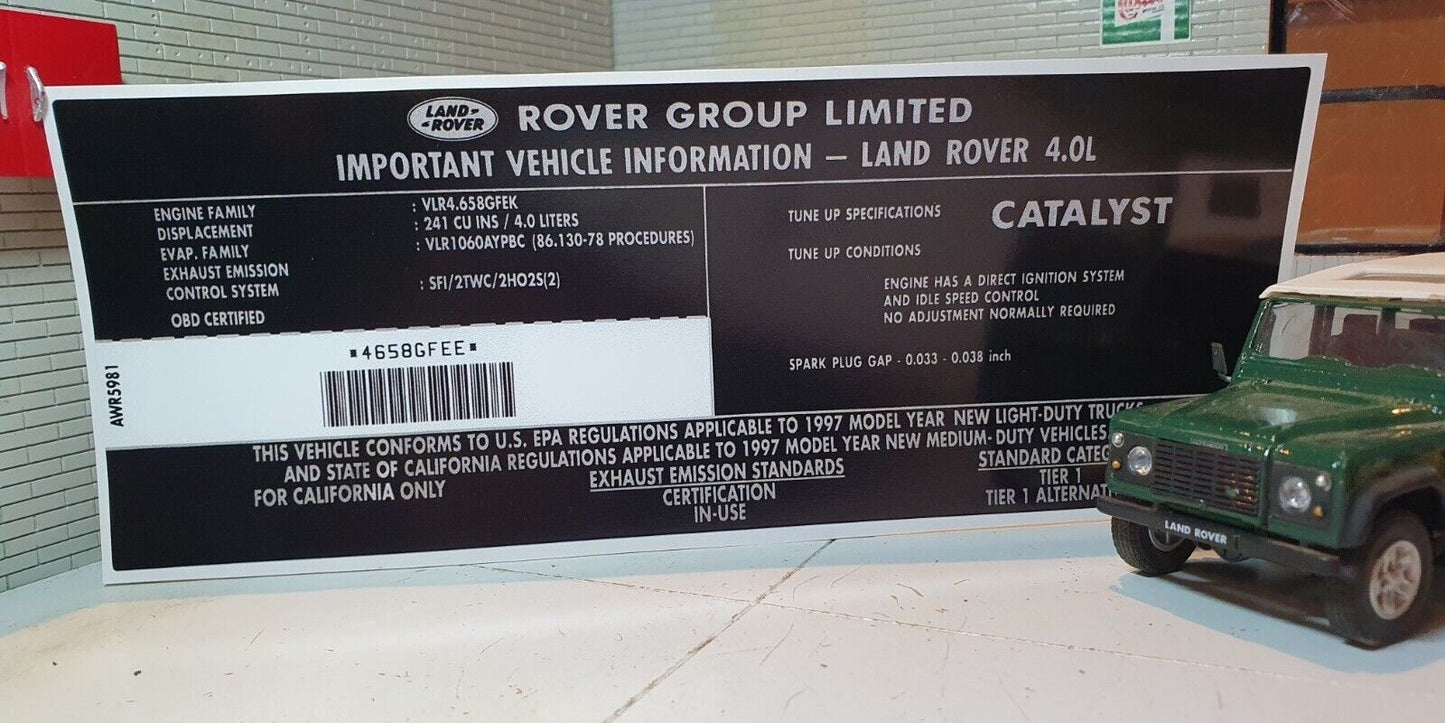 LAND-
-ROVER
ROVER GROUP LIMITED
IMPORTANT VEHICLE INFORMATION – LAND ROVER 4.0L
ENGINE FAMILY : VLR4.658GFEK
DISPLACEMENT : 241 CU INS / 4.0 LITERS
EVAP. FAMILY : VLR1060AYPBC (86.130-78 PROCEDURES)
EXHAUST EMISSION
CONTROL SYSTEM : SFI/2TWC/2HO2S(2)
OBD CERTIFIED
TUNE UP SPECIFICATIONS CATALYST
TUNE UP CONDITIONS
ENGINE HAS A DIRECT IGNITION SYSTEM
AND IDLE SPEED CONTROL
NO ADJUSTMENT NORMALLY REQUIRED
SPARK PLUG GAP - 0.033 - 0.038 inch
AWR5981
*4658GFEE*
THIS VEHICLE CONFORMS TO U.S. EPA REGULATIONS APPLICABLE TO 1997 MODEL YEAR NEW LIGHT-DUTY TRUCKS
AND STATE OF CALIFORNIA REGULATIONS APPLICABLE TO 1997 MODEL YEAR NEW MEDIUM-DUTY VEHICLES
FOR CALIFORNIA ONLY
EXHAUST EMISSION STANDARDS
CERTIFICATION
IN-USE
STANDARD CATEG
TIER 1
TIER 1 ALTERNAT
LAND ROVER